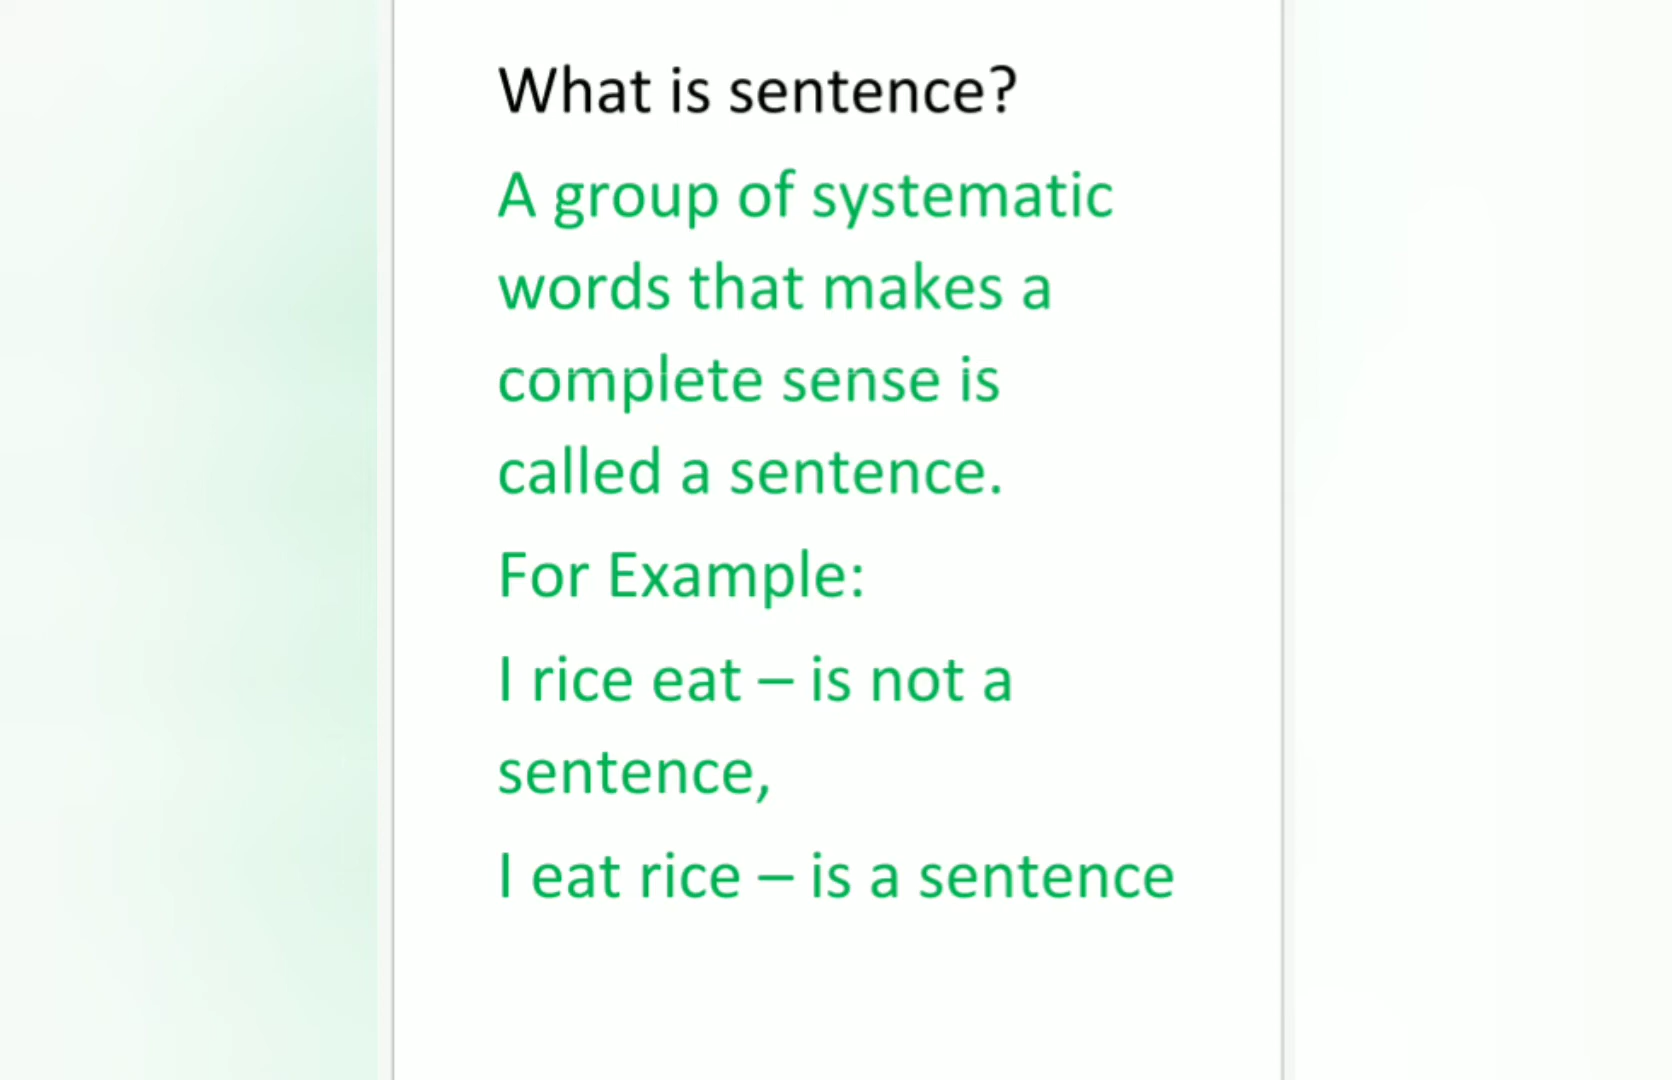 What is sentence?
A group of systematic
words that makes a
complete sense is
called a sentence.
For Example:
I rice eat – is not a
sentence,
I eat rice – is a sentence